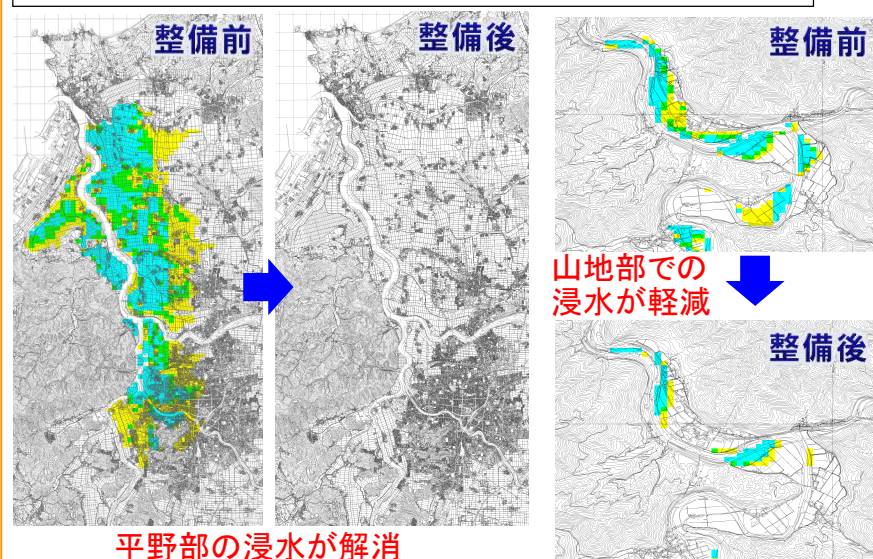 整備前
整備後
平野部の浸水が解消
整備前
山地部での
浸水が軽減
整備後